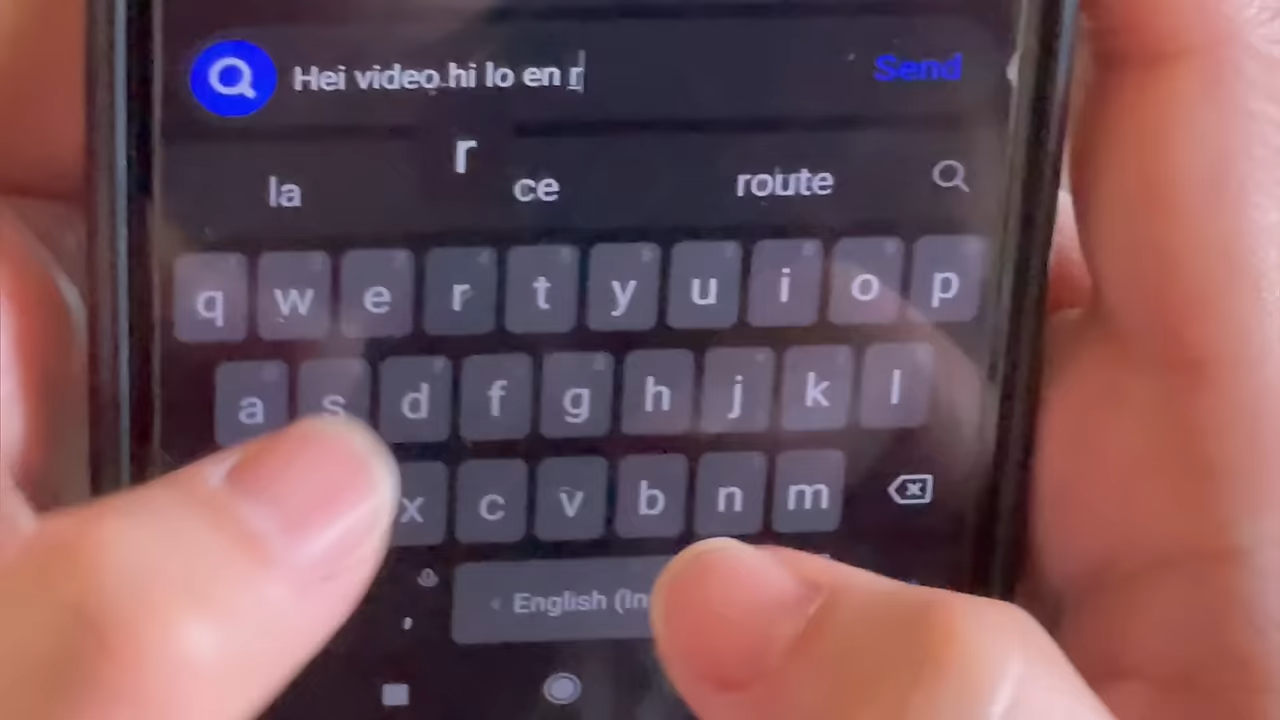 Hei video hi lo en r
Send
r
la
ce
route
q w e r t y u i o p
a s d f g h j k l
x c v b n m
English (In